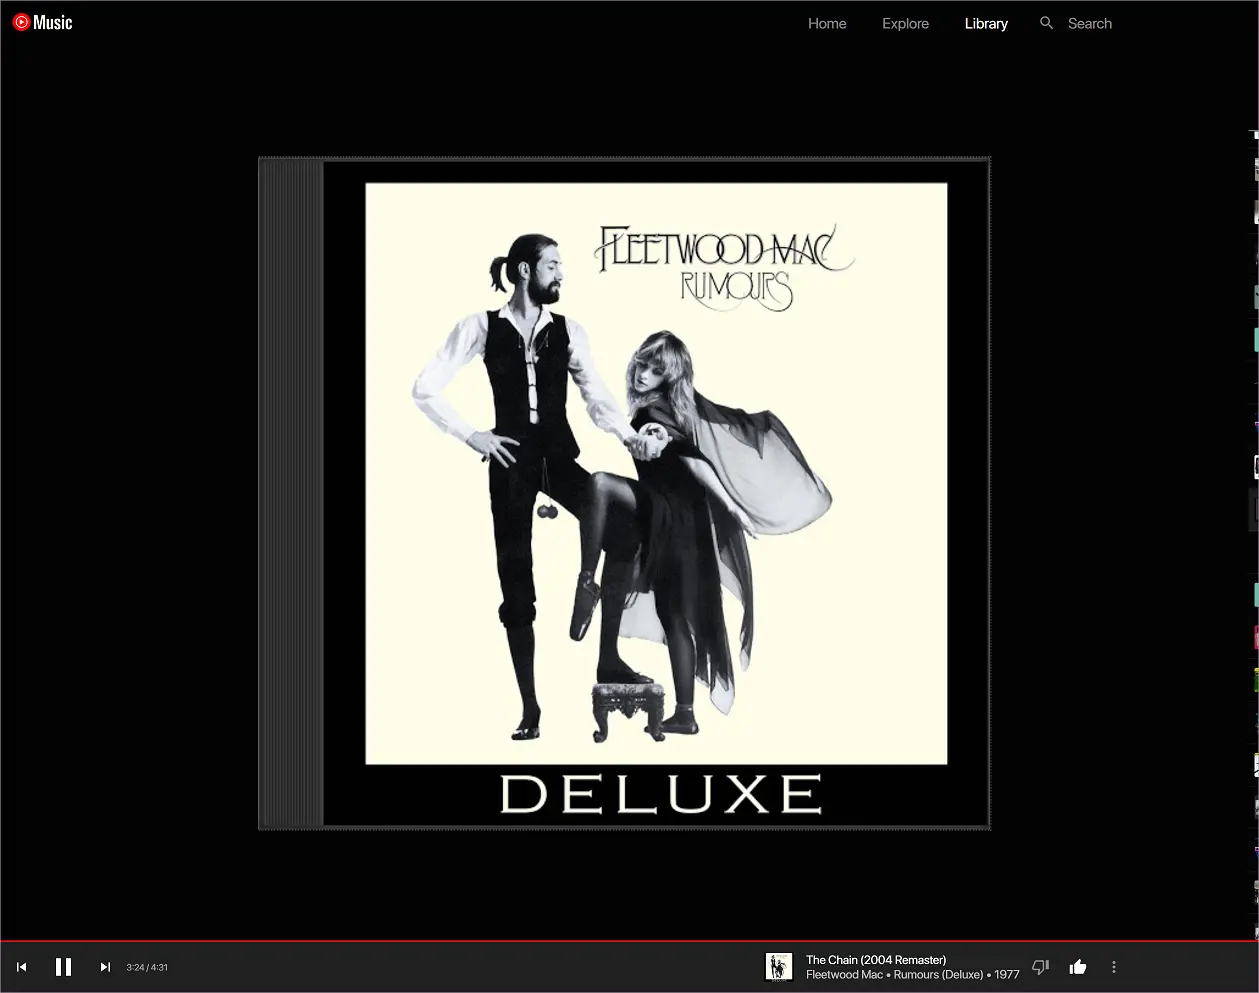 Music
Home
Explore
Library
Search
FLEETWOOD MAC
RUMOURS
DELUXE
3:24 / 4:31
The Chain (2004 Remaster)
Fleetwood Mac • Rumours (Deluxe) • 1977